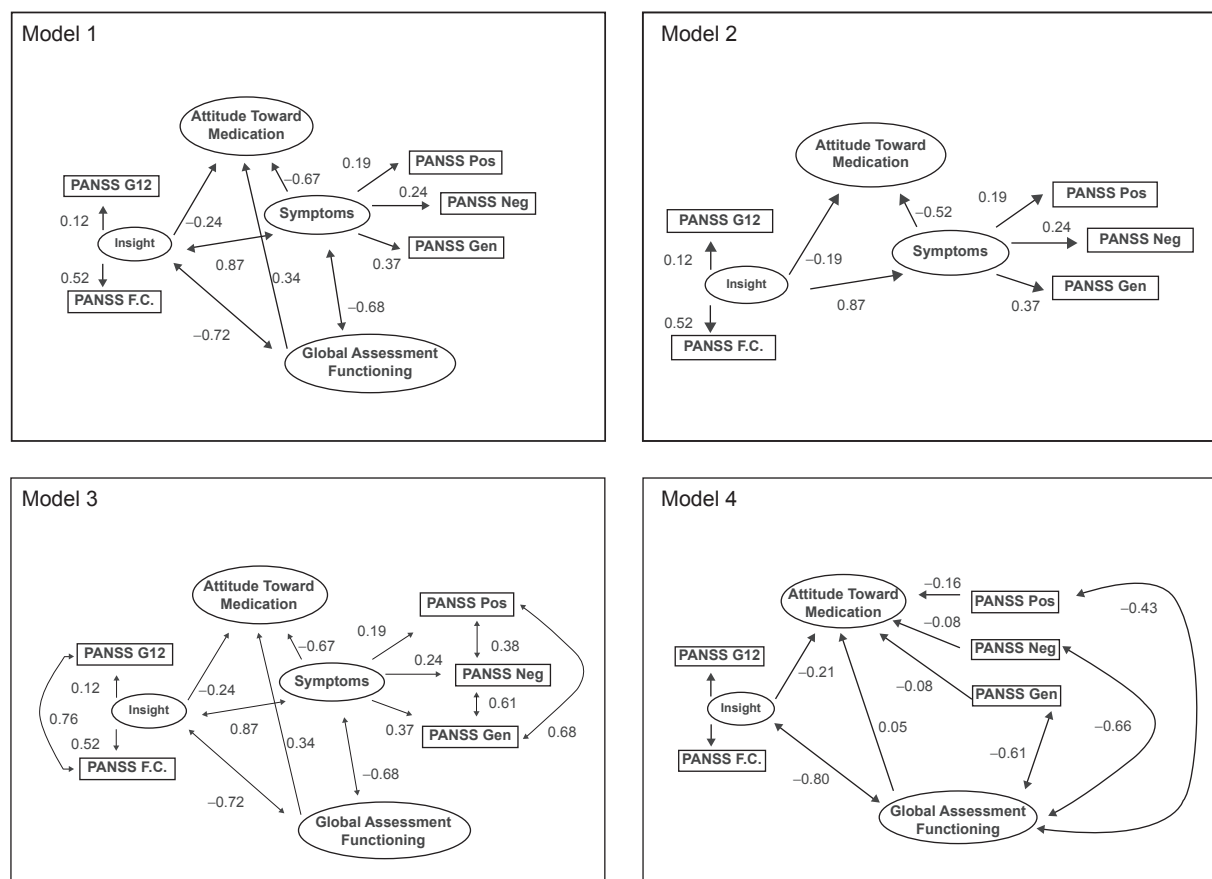 Model 1
Attitude Toward
Medication
0.19
PANSS Pos
−0.67
PANSS G12
0.24
PANSS Neg
Symptoms
0.12
−0.24
Insight
PANSS Gen
0.87
0.37
0.52
0.34
PANSS F.C.
−0.68
−0.72
Global Assessment
Functioning
Model 2
Attitude Toward
Medication
PANSS Pos
0.19
−0.52
PANSS G12
0.24
PANSS Neg
Symptoms
0.12
−0.19
Insight
PANSS Gen
0.87
0.37
0.52
PANSS F.C.
Model 3
Attitude Toward
Medication
PANSS Pos
0.19
−0.67
0.38
PANSS G12
0.24
PANSS Neg
Symptoms
0.12
−0.24
0.61
Insight
0.76
0.87
0.37
PANSS Gen
0.68
0.52
0.34
PANSS F.C.
−0.68
−0.72
Global Assessment
Functioning
Model 4
−0.16
Attitude Toward
Medication
PANSS Pos
−0.43
−0.08
PANSS Neg
PANSS G12
−0.21
−0.08
PANSS Gen
Insight
0.05
−0.66
PANSS F.C.
−0.61
−0.80
Global Assessment
Functioning